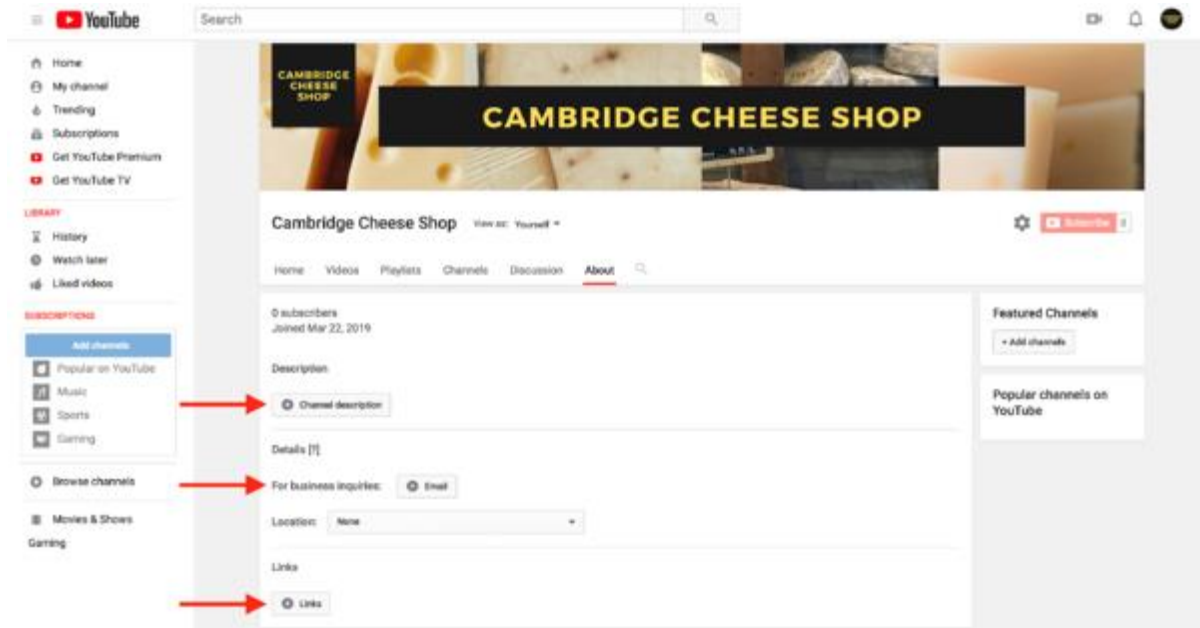 YouTube
Search
Home
My channel
Trending
Subscriptions
Get YouTube Premium
Get YouTube TV
LIBRARY
History
Watch later
Liked videos
SUBSCRIPTIONS
Add channels
Popular on YouTube
Music
Sports
Gaming
Browse channels
Movies & Shows
Gaming
CAMBRIDGE
CHEESE
SHOP
CAMBRIDGE CHEESE SHOP
Cambridge Cheese Shop View as: Yourself
Subscribe 0
Home Videos Playlists Channels Discussion About
0 subscribers
Joined Mar 22, 2019
Description
Channel description
Details [?]
For business inquiries: Email
Location: None
Links
Links
Featured Channels
+ Add channels
Popular channels on
YouTube